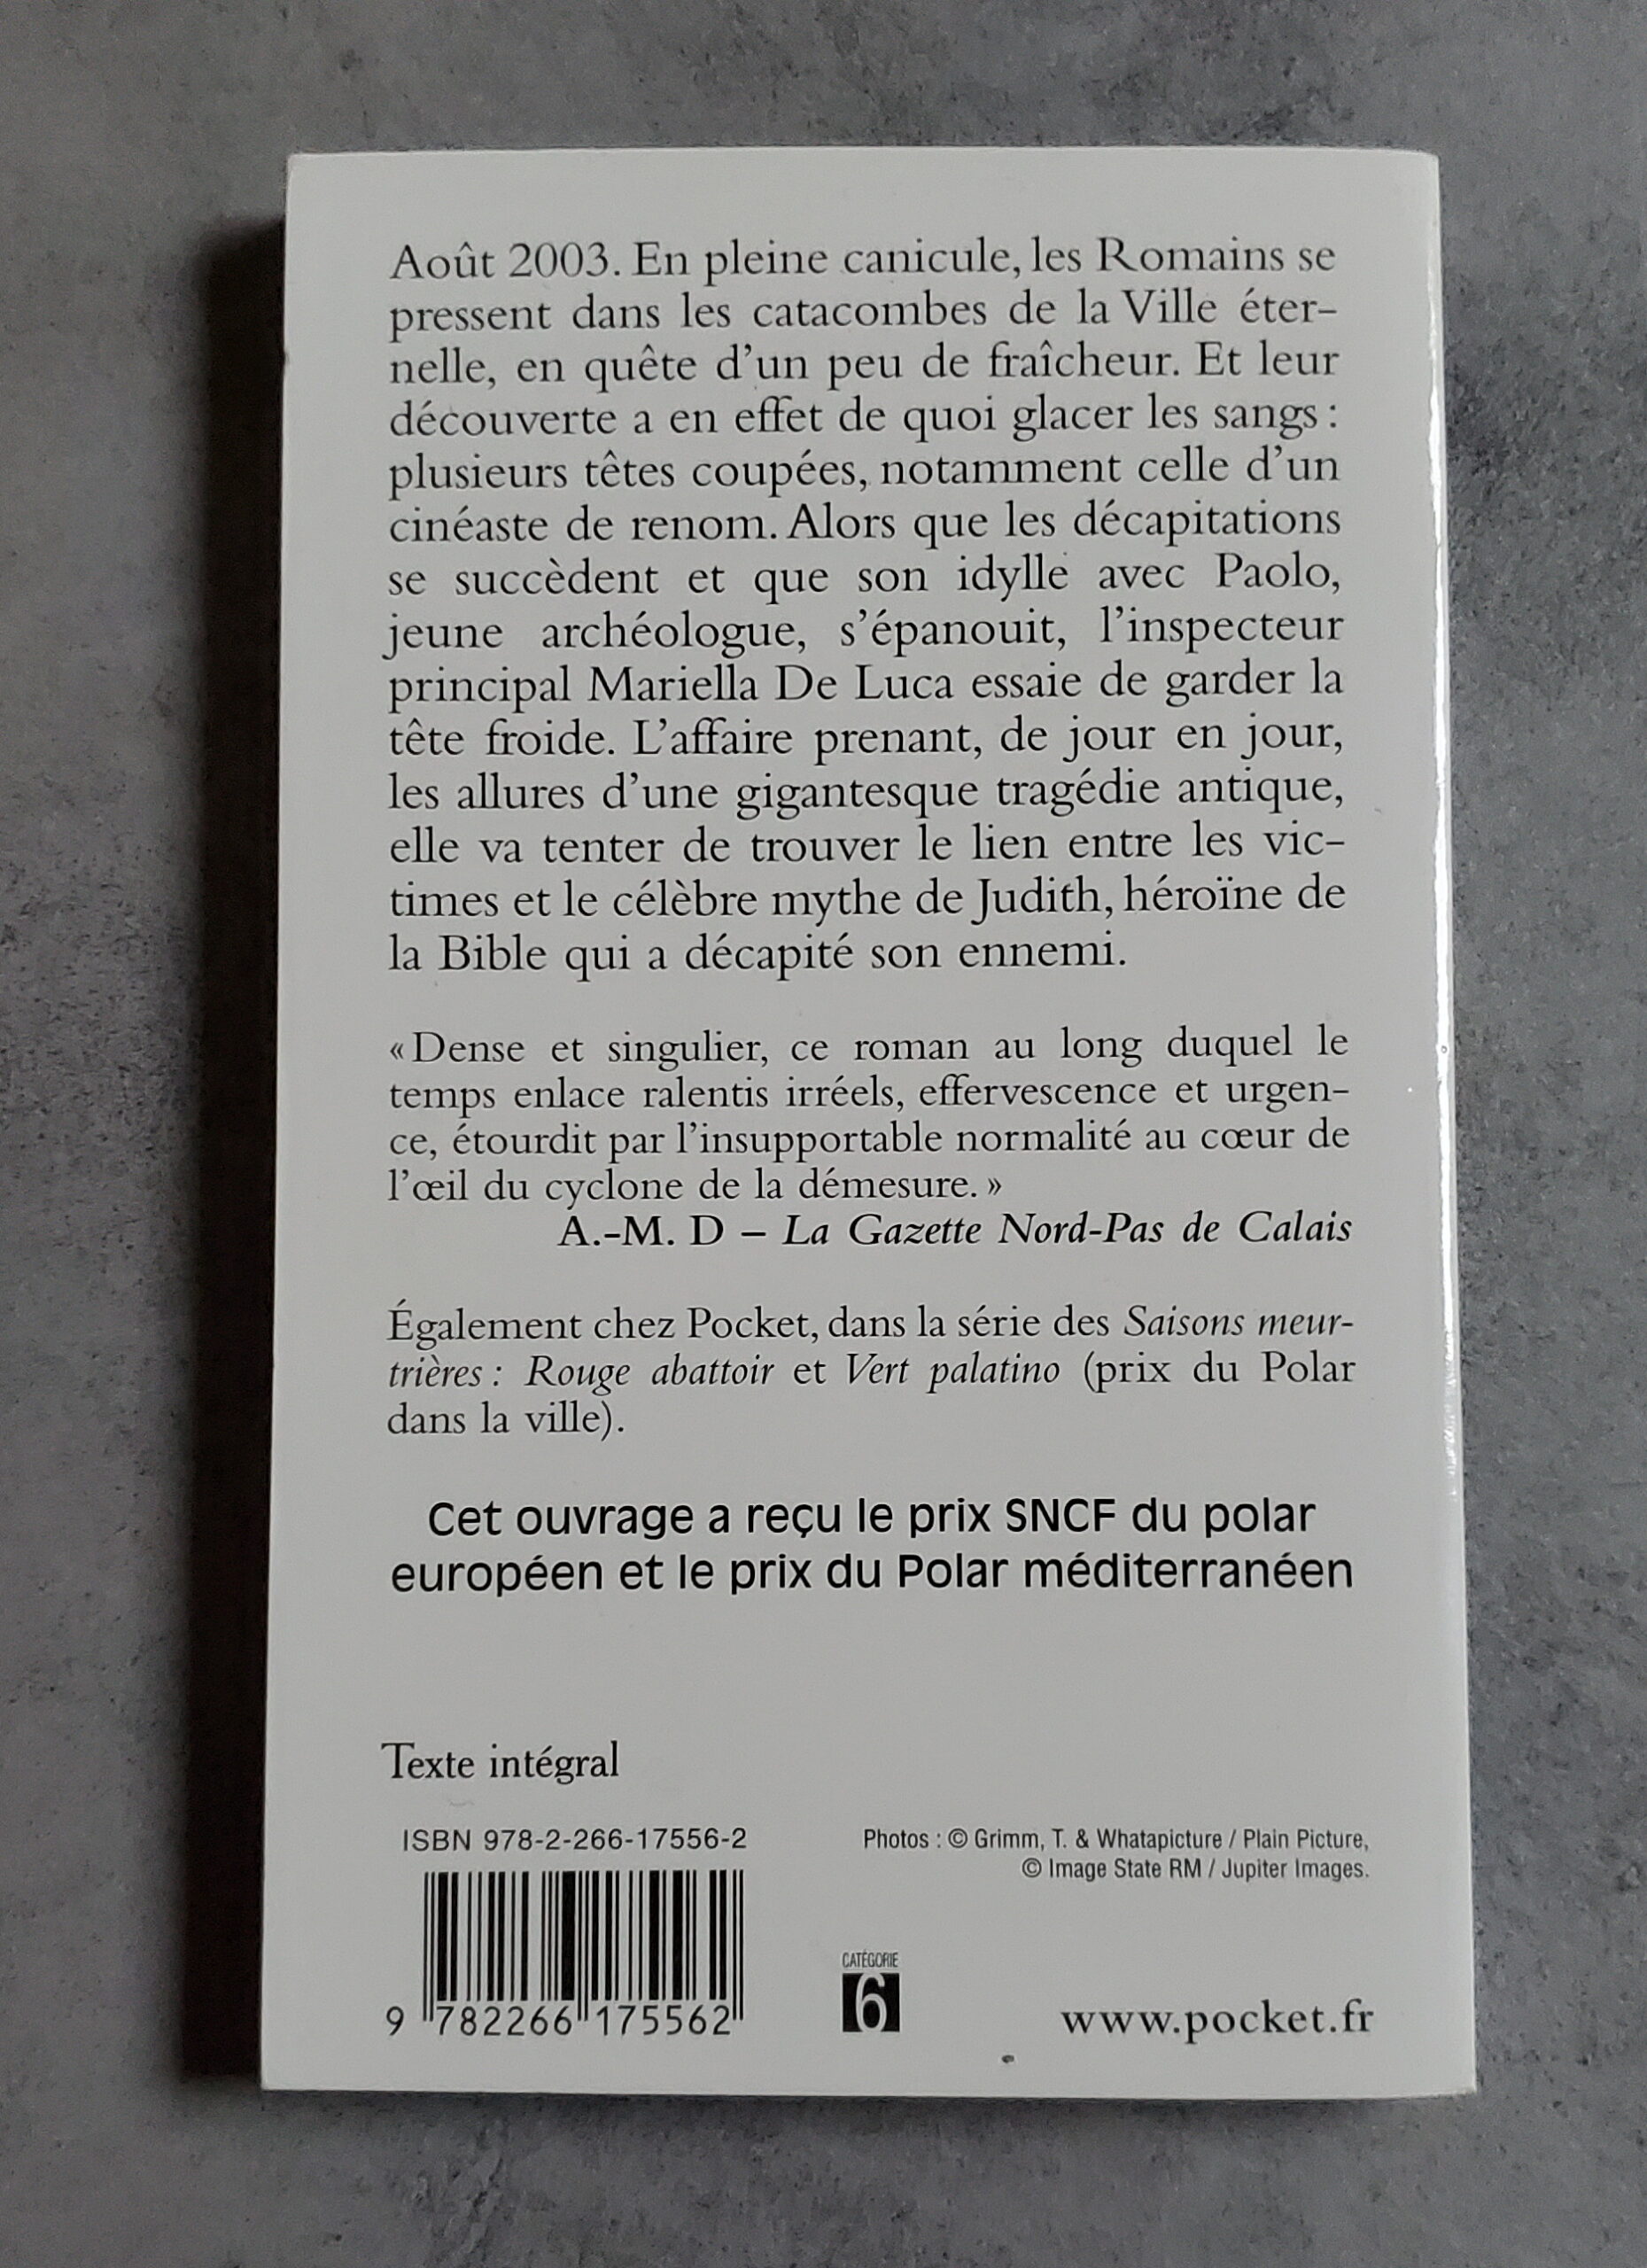 Août 2003. En pleine canicule, les Romains se
pressent dans les catacombes de la Ville éter-
nelle, en quête d'un peu de fraîcheur. Et leur
découverte a en effet de quoi glacer les sangs :
plusieurs têtes coupées, notamment celle d'un
cinéaste de renom. Alors que les décapitations
se succèdent et que son idylle avec Paolo,
jeune archéologue, s'épanouit, l'inspecteur
principal Mariella De Luca essaie de garder la
tête froide. L'affaire prenant, de jour en jour,
les allures d'une gigantesque tragédie antique,
elle va tenter de trouver le lien entre les vic-
times et le célèbre mythe de Judith, héroïne de
la Bible qui a décapité son ennemi.
« Dense et singulier, ce roman au long duquel le
temps enlace ralentis irréels, effervescence et urgen-
ce, étourdit par l'insupportable normalité au cœur de
l'œil du cyclone de la démesure. »
A.-M. D – La Gazette Nord-Pas de Calais
Également chez Pocket, dans la série des Saisons meur-
trières : Rouge abattoir et Vert palatino (prix du Polar
dans la ville).
Cet ouvrage a reçu le prix SNCF du polar
européen et le prix du Polar méditerranéen
Texte intégral
ISBN 978-2-266-17556-2
Photos : © Grimm, T. & Whatapicture / Plain Picture,
© Image State RM / Jupiter Images.
9 782266 175562
CATÉGORIE
6
www.pocket.fr